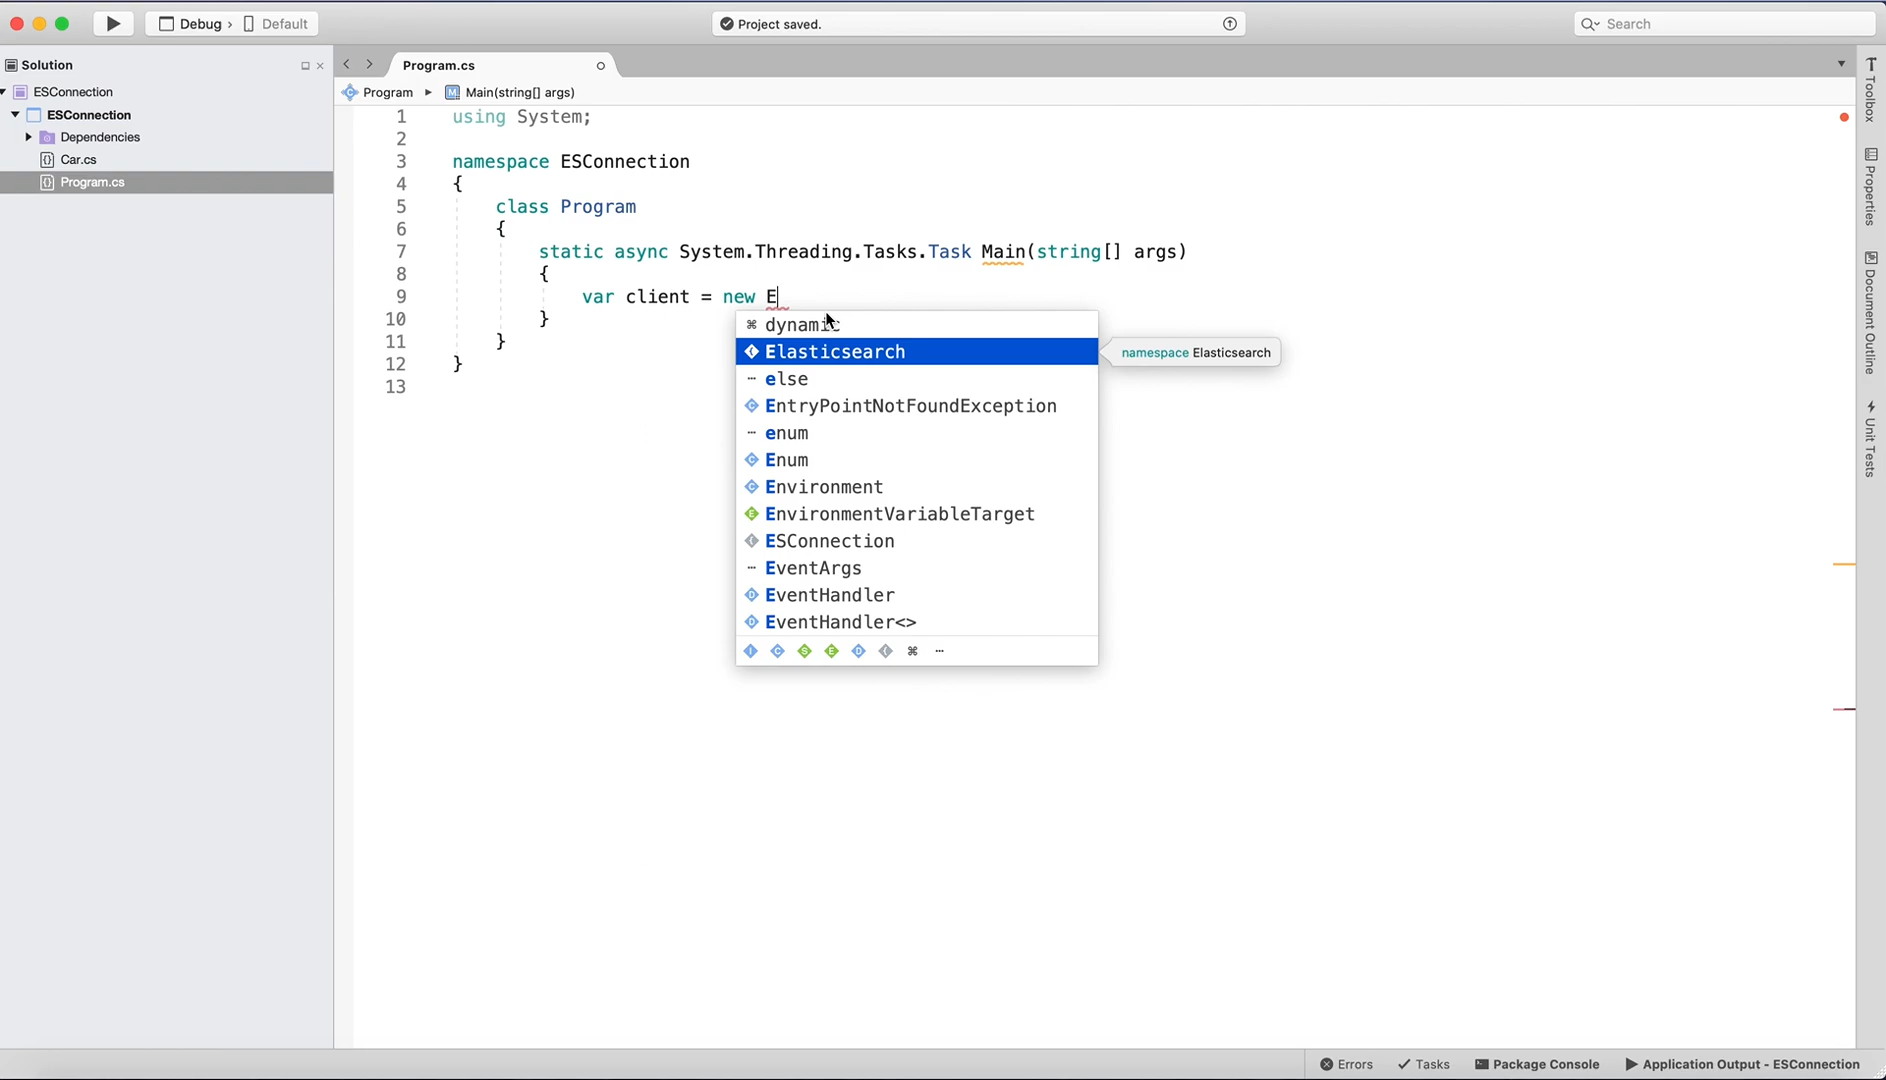 Debug › Default
Project saved.
Search
Solution
ESConnection
ESConnection
Dependencies
Car.cs
Program.cs
Program.cs
Program ▸ Main(string[] args)
1 using System;
2
3 namespace ESConnection
4 {
5 class Program
6 {
7 static async System.Threading.Tasks.Task Main(string[] args)
8 {
9 var client = new E
10 }
11 }
12 }
13
dynamic
Elasticsearch
namespace Elasticsearch
else
EntryPointNotFoundException
enum
Enum
Environment
EnvironmentVariableTarget
ESConnection
EventArgs
EventHandler
EventHandler<>
Toolbox
Properties
Document Outline
Unit Tests
Errors
Tasks
Package Console
Application Output - ESConnection